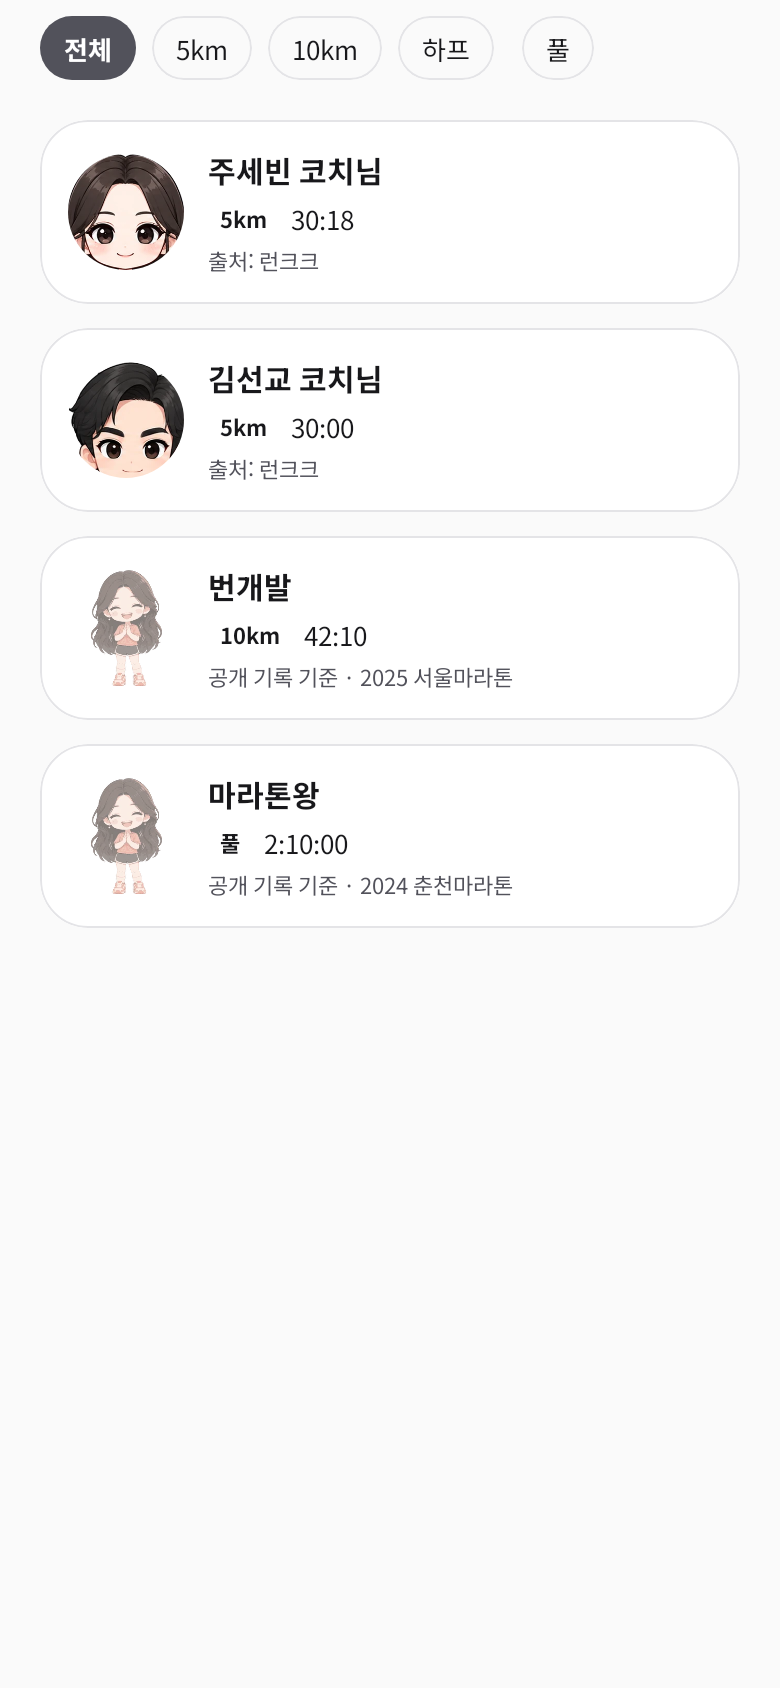 전체 5km 10km 하프 풀
주세빈 코치님
5km 30:18
출처: 런크크
김선교 코치님
5km 30:00
출처: 런크크
번개발
10km 42:10
공개 기록 기준 · 2025 서울마라톤
마라톤왕
풀 2:10:00
공개 기록 기준 · 2024 춘천마라톤